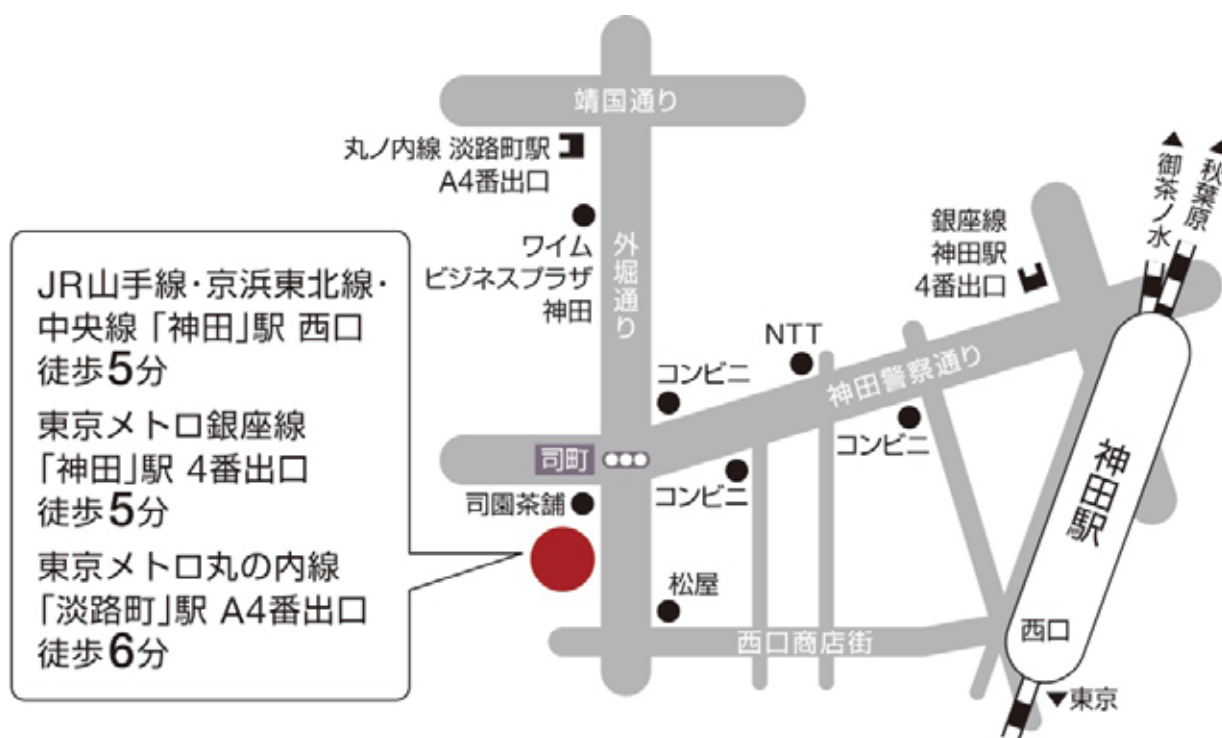 靖国通り
丸ノ内線 淡路町駅
A4番出口
ワイム
ビジネスプラザ
神田
外堀通り
銀座線
神田駅
4番出口
▲御茶ノ水
▲秋葉原
JR山手線・京浜東北線・
中央線「神田」駅 西口
徒歩5分
東京メトロ銀座線
「神田」駅 4番出口
徒歩5分
東京メトロ丸の内線
「淡路町」駅 A4番出口
徒歩6分
NTT
コンビニ
神田警察通り
コンビニ
司町
コンビニ
司園茶舗
神田駅
松屋
西口商店街
西口
▼東京